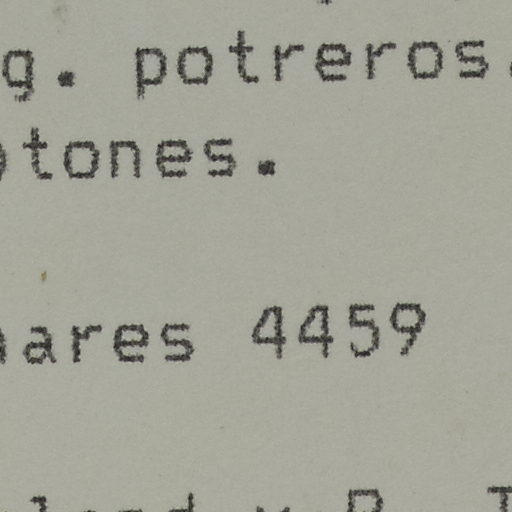 g. potreros
tones.
ares 4459